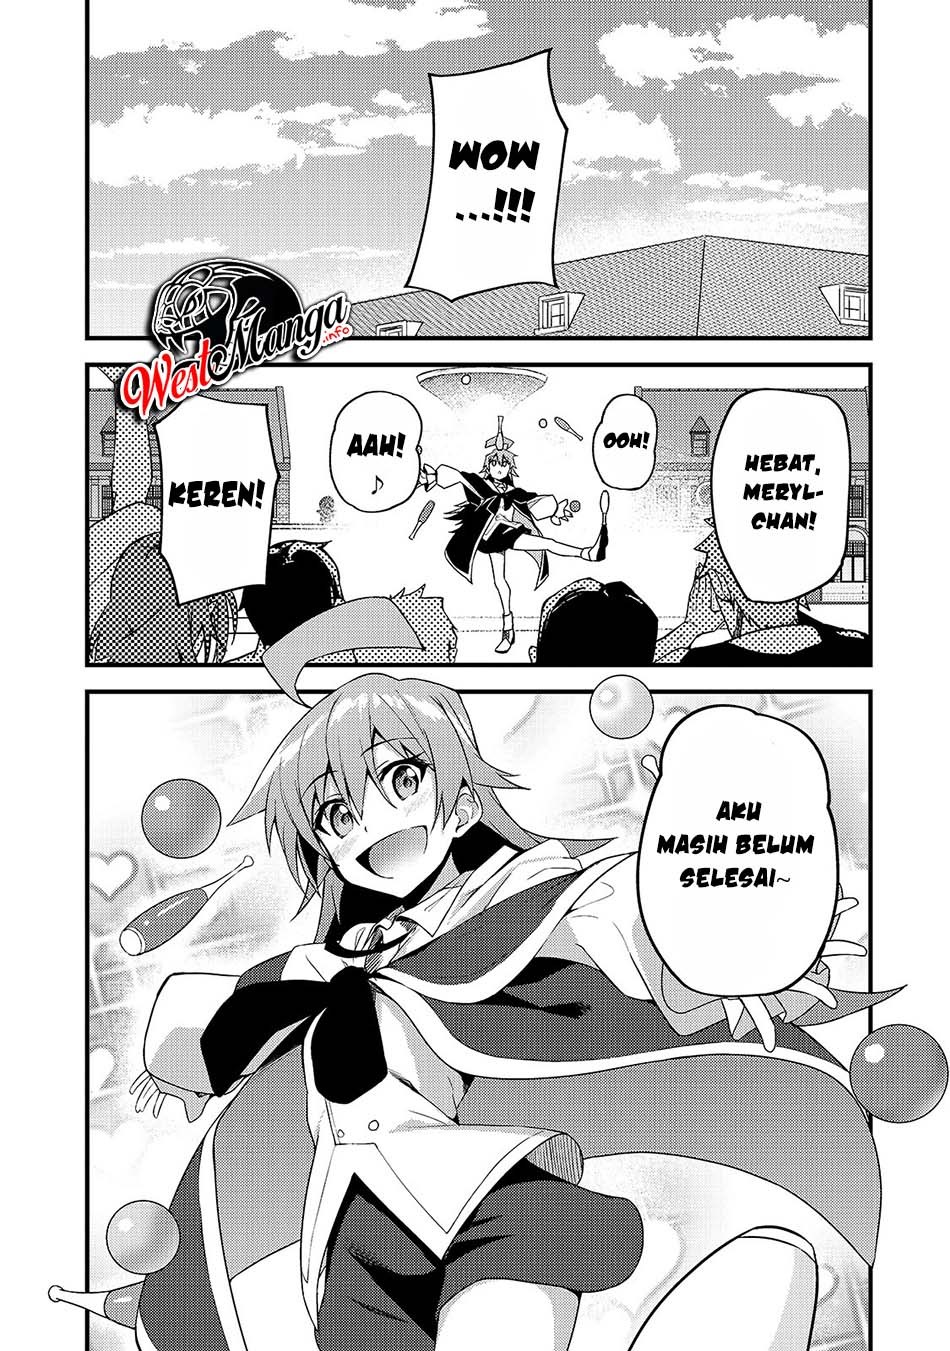 WOW
...!!!
WestManga
.info
HEBAT,
MERYL-
CHAN!
OOH!
AAH!
♪
KEREN!
AKU
MASIH BELUM
SELESAI~